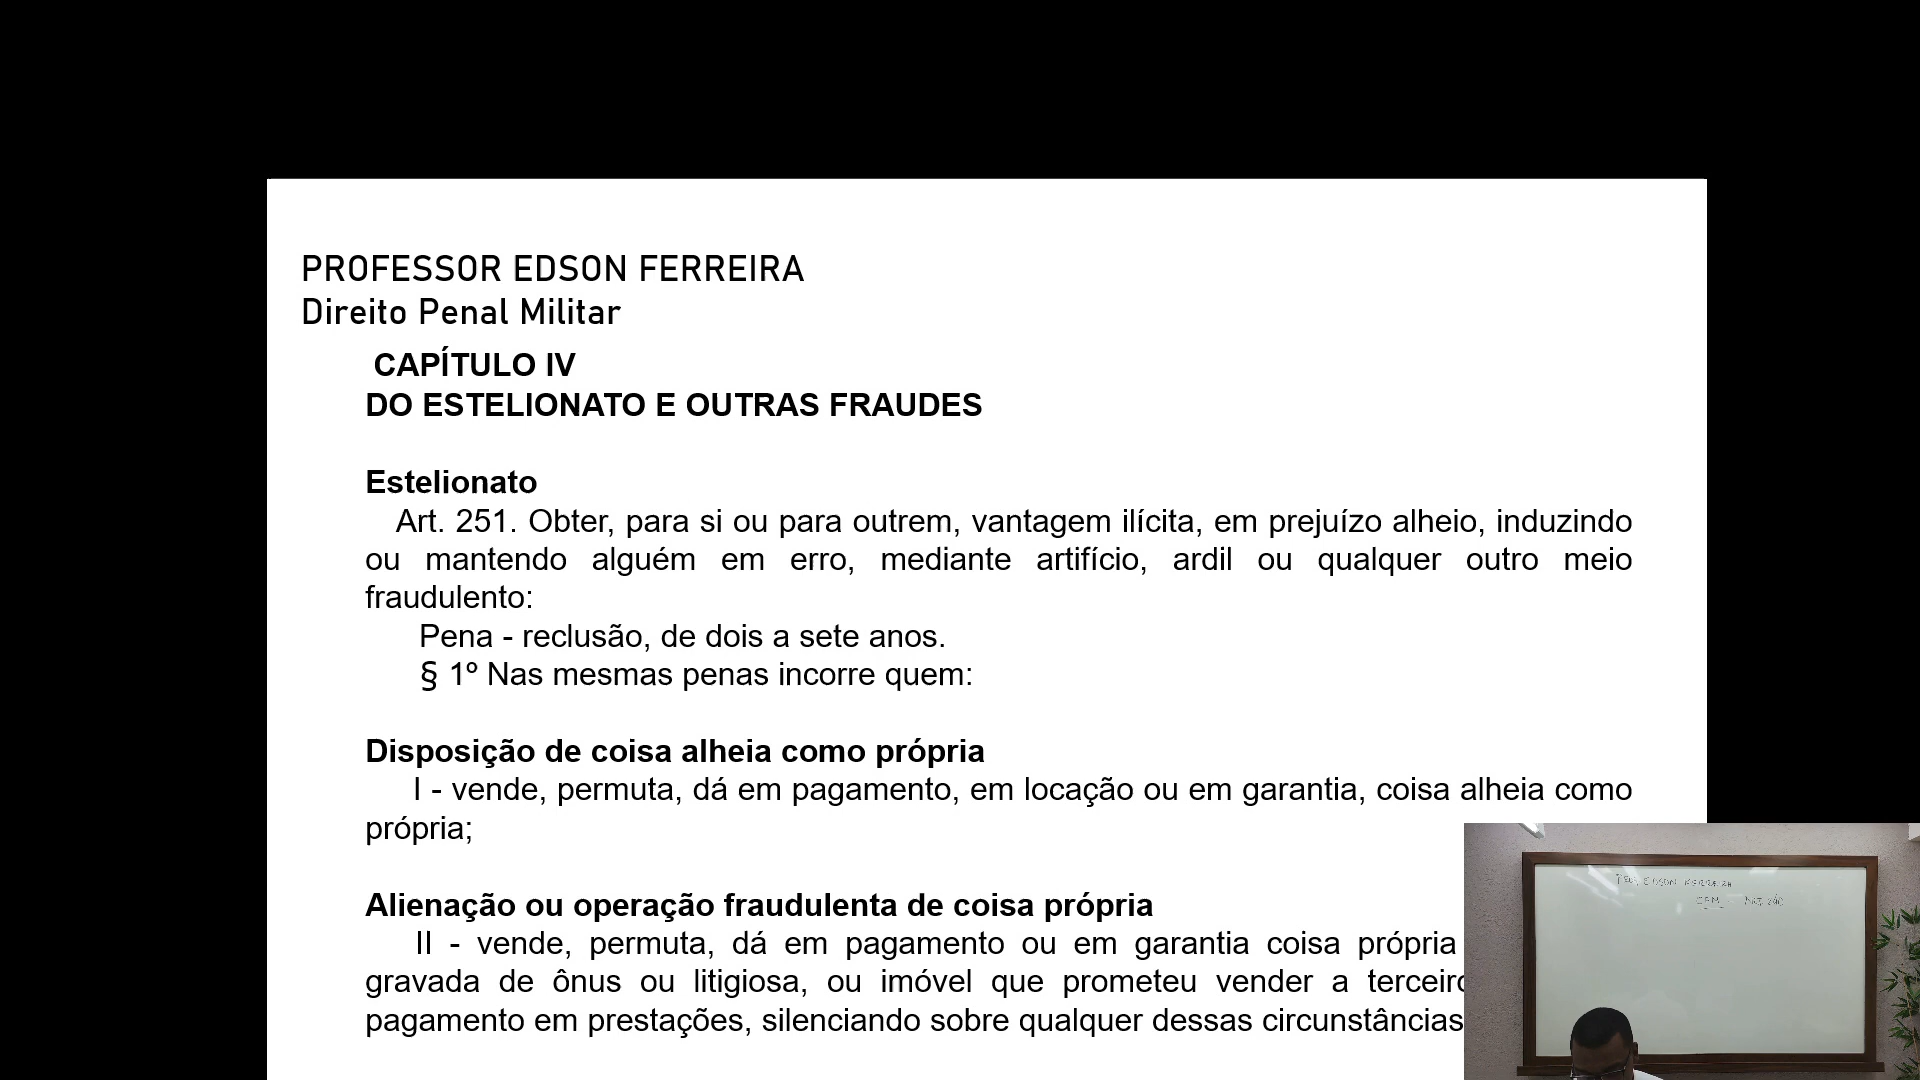 PROFESSOR EDSON FERREIRA
Direito Penal Militar
CAPÍTULO IV
DO ESTELIONATO E OUTRAS FRAUDES
Estelionato
Art. 251. Obter, para si ou para outrem, vantagem ilícita, em prejuízo alheio, induzindo
ou mantendo alguém em erro, mediante artifício, ardil ou qualquer outro meio
fraudulento:
Pena - reclusão, de dois a sete anos.
§ 1º Nas mesmas penas incorre quem:
Disposição de coisa alheia como própria
I - vende, permuta, dá em pagamento, em locação ou em garantia, coisa alheia como
própria;
Alienação ou operação fraudulenta de coisa própria
II - vende, permuta, dá em pagamento ou em garantia coisa própria
gravada de ônus ou litigiosa, ou imóvel que prometeu vender a
pagamento em prestações, silenciando sobre qualquer dessas circunstâncias
EDSON FERREIRA
CPM